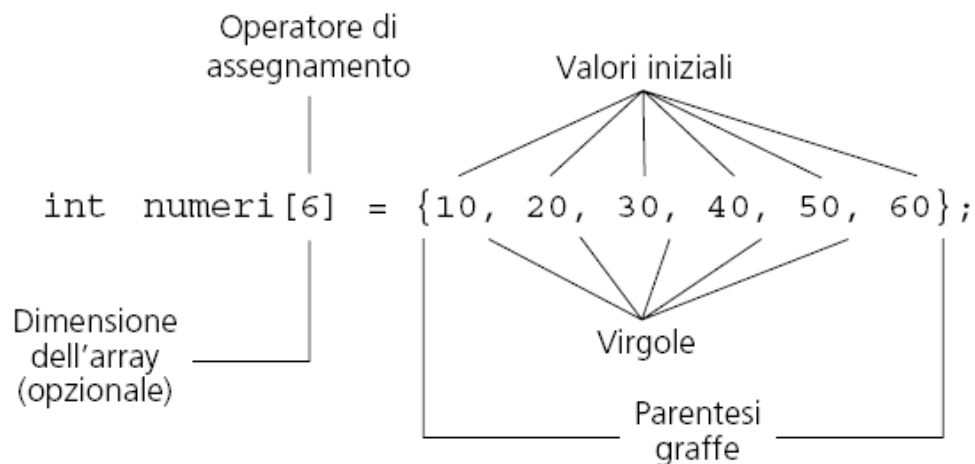 Operatore di
assegnamento
Valori iniziali
int numeri[6] = {10, 20, 30, 40, 50, 60};
Dimensione
dell'array
(opzionale)
Virgole
Parentesi
graffe